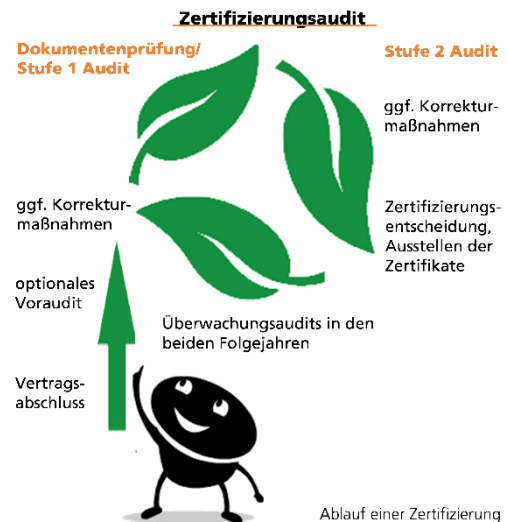 Zertifizierungsaudit
Dokumentenprüfung/
Stufe 1 Audit
Stufe 2 Audit
ggf. Korrektur-
maßnahmen
ggf. Korrektur-
maßnahmen
Zertifizierungs-
entscheidung,
Ausstellen der
Zertifikate
optionales
Voraudit
Überwachungsaudits in den
beiden Folgejahren
Vertrags-
abschluss
Ablauf einer Zertifizierung